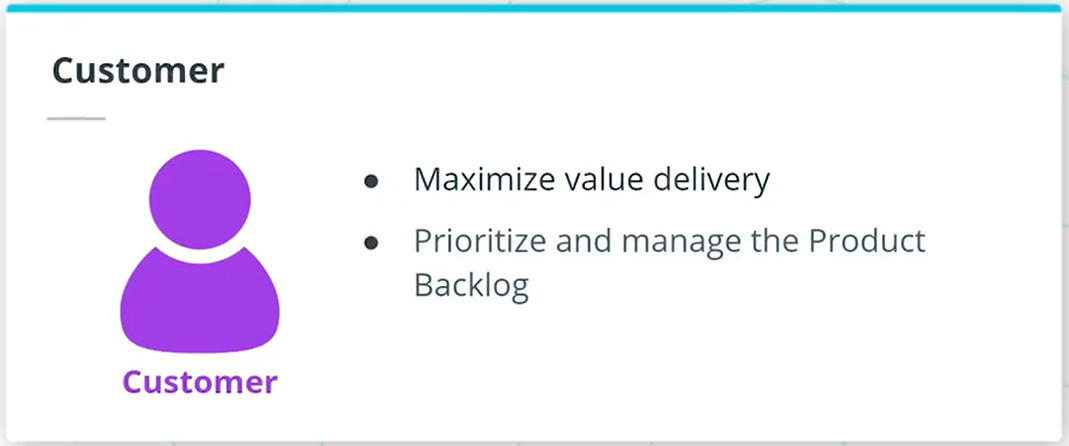 Customer
● Maximize value delivery
● Prioritize and manage the Product
Backlog
Customer